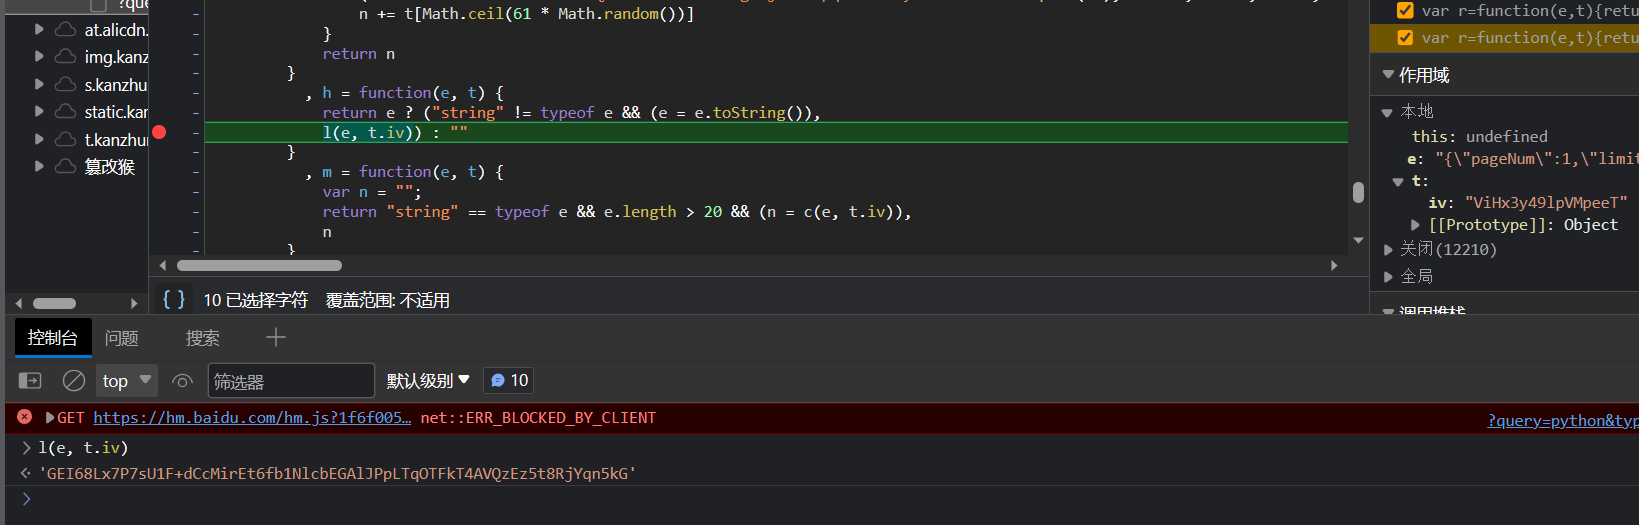 ?que
at.alicdn.
img.kanz
s.kanzhu
static.kar
t.kanzhur
篡改猴
n += t[Math.ceil(61 * Math.random())]
}
return n
}
, h = function(e, t) {
return e ? ("string" != typeof e && (e = e.toString()),
l(e, t.iv)) : ""
}
, m = function(e, t) {
var n = "";
return "string" == typeof e && e.length > 20 && (n = c(e, t.iv)),
n
}
{ } 10 已选择字符 覆盖范围: 不适用
var r=function(e,t){retu
var r=function(e,t){retu
作用域
本地
this: undefined
e: "{\"pageNum\":1,\"limit
t:
iv: "ViHx3y49lpVMpeeT"
[[Prototype]]: Object
关闭(12210)
全局
调用堆栈
控制台 问题 搜索
top 筛选器 默认级别 10
GET https://hm.baidu.com/hm.js?1f6f005… net::ERR_BLOCKED_BY_CLIENT ?query=python&typ
l(e, t.iv)
'GEI68Lx7P7sU1F+dCcMirEt6fb1NlcbEGAlJPpLTqOTFkT4AVQzEz5t8RjYqn5kG'